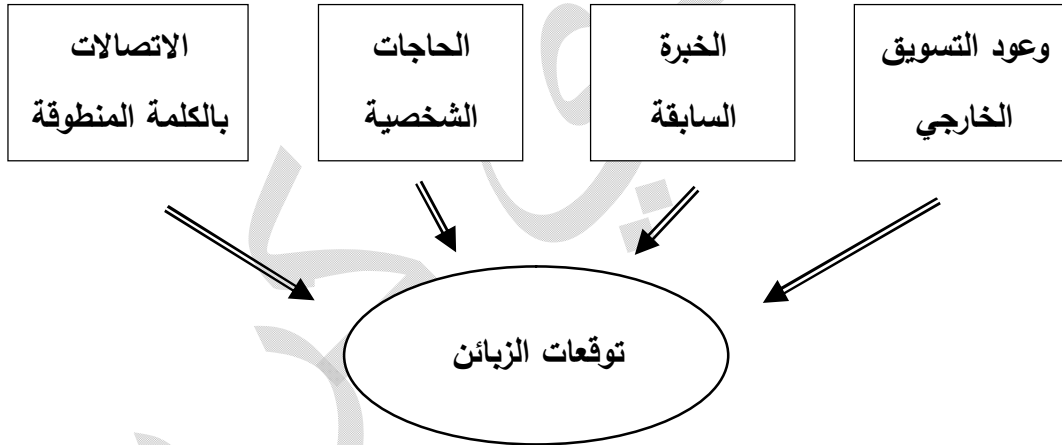 وعود التسويق
الخارجي
الخبرة
السابقة
الحاجات
الشخصية
الاتصالات
بالكلمة المنطوقة
توقعات الزبائن